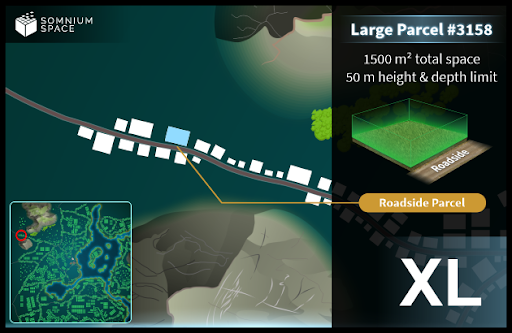 SOMNIUM
SPACE
Large Parcel #3158
1500 m² total space
50 m height & depth limit
Roadside
Roadside Parcel
XL